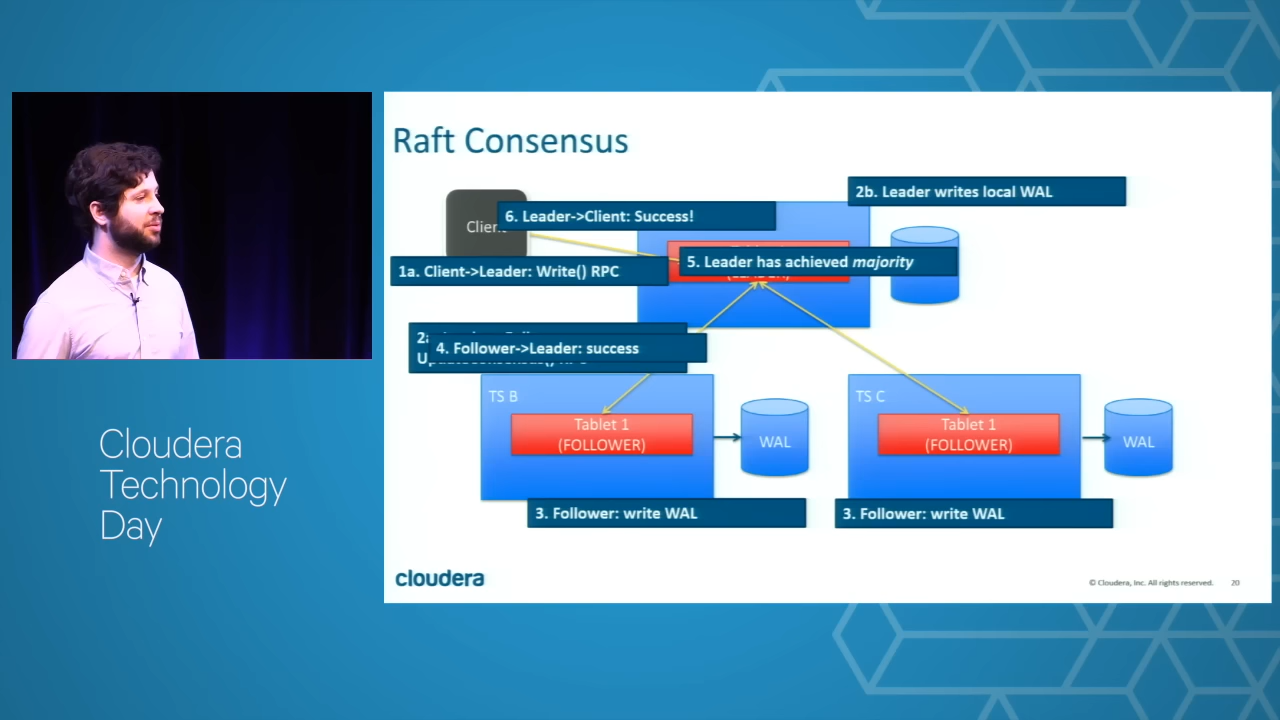 Raft Consensus
2b. Leader writes local WAL
Client
6. Leader->Client: Success!
5. Leader has achieved majority
1a. Client->Leader: Write() RPC
4. Follower->Leader: success
TS B
Tablet 1
(FOLLOWER)
WAL
TS C
Tablet 1
(FOLLOWER)
WAL
3. Follower: write WAL
3. Follower: write WAL
cloudera
© Cloudera, Inc. All rights reserved. 20
Cloudera
Technology
Day